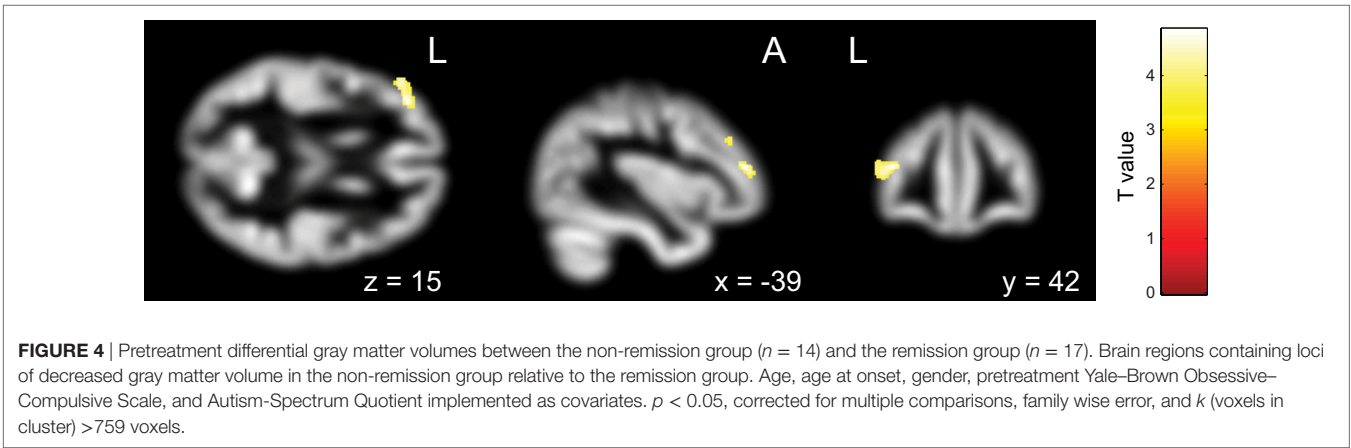 L
A
L
z = 15
x = -39
y = 42
T value
4
3
2
1
0
FIGURE 4 | Pretreatment differential gray matter volumes between the non-remission group (n = 14) and the remission group (n = 17). Brain regions containing loci
of decreased gray matter volume in the non-remission group relative to the remission group. Age, age at onset, gender, pretreatment Yale–Brown Obsessive–
Compulsive Scale, and Autism-Spectrum Quotient implemented as covariates. p < 0.05, corrected for multiple comparisons, family wise error, and k (voxels in
cluster) >759 voxels.